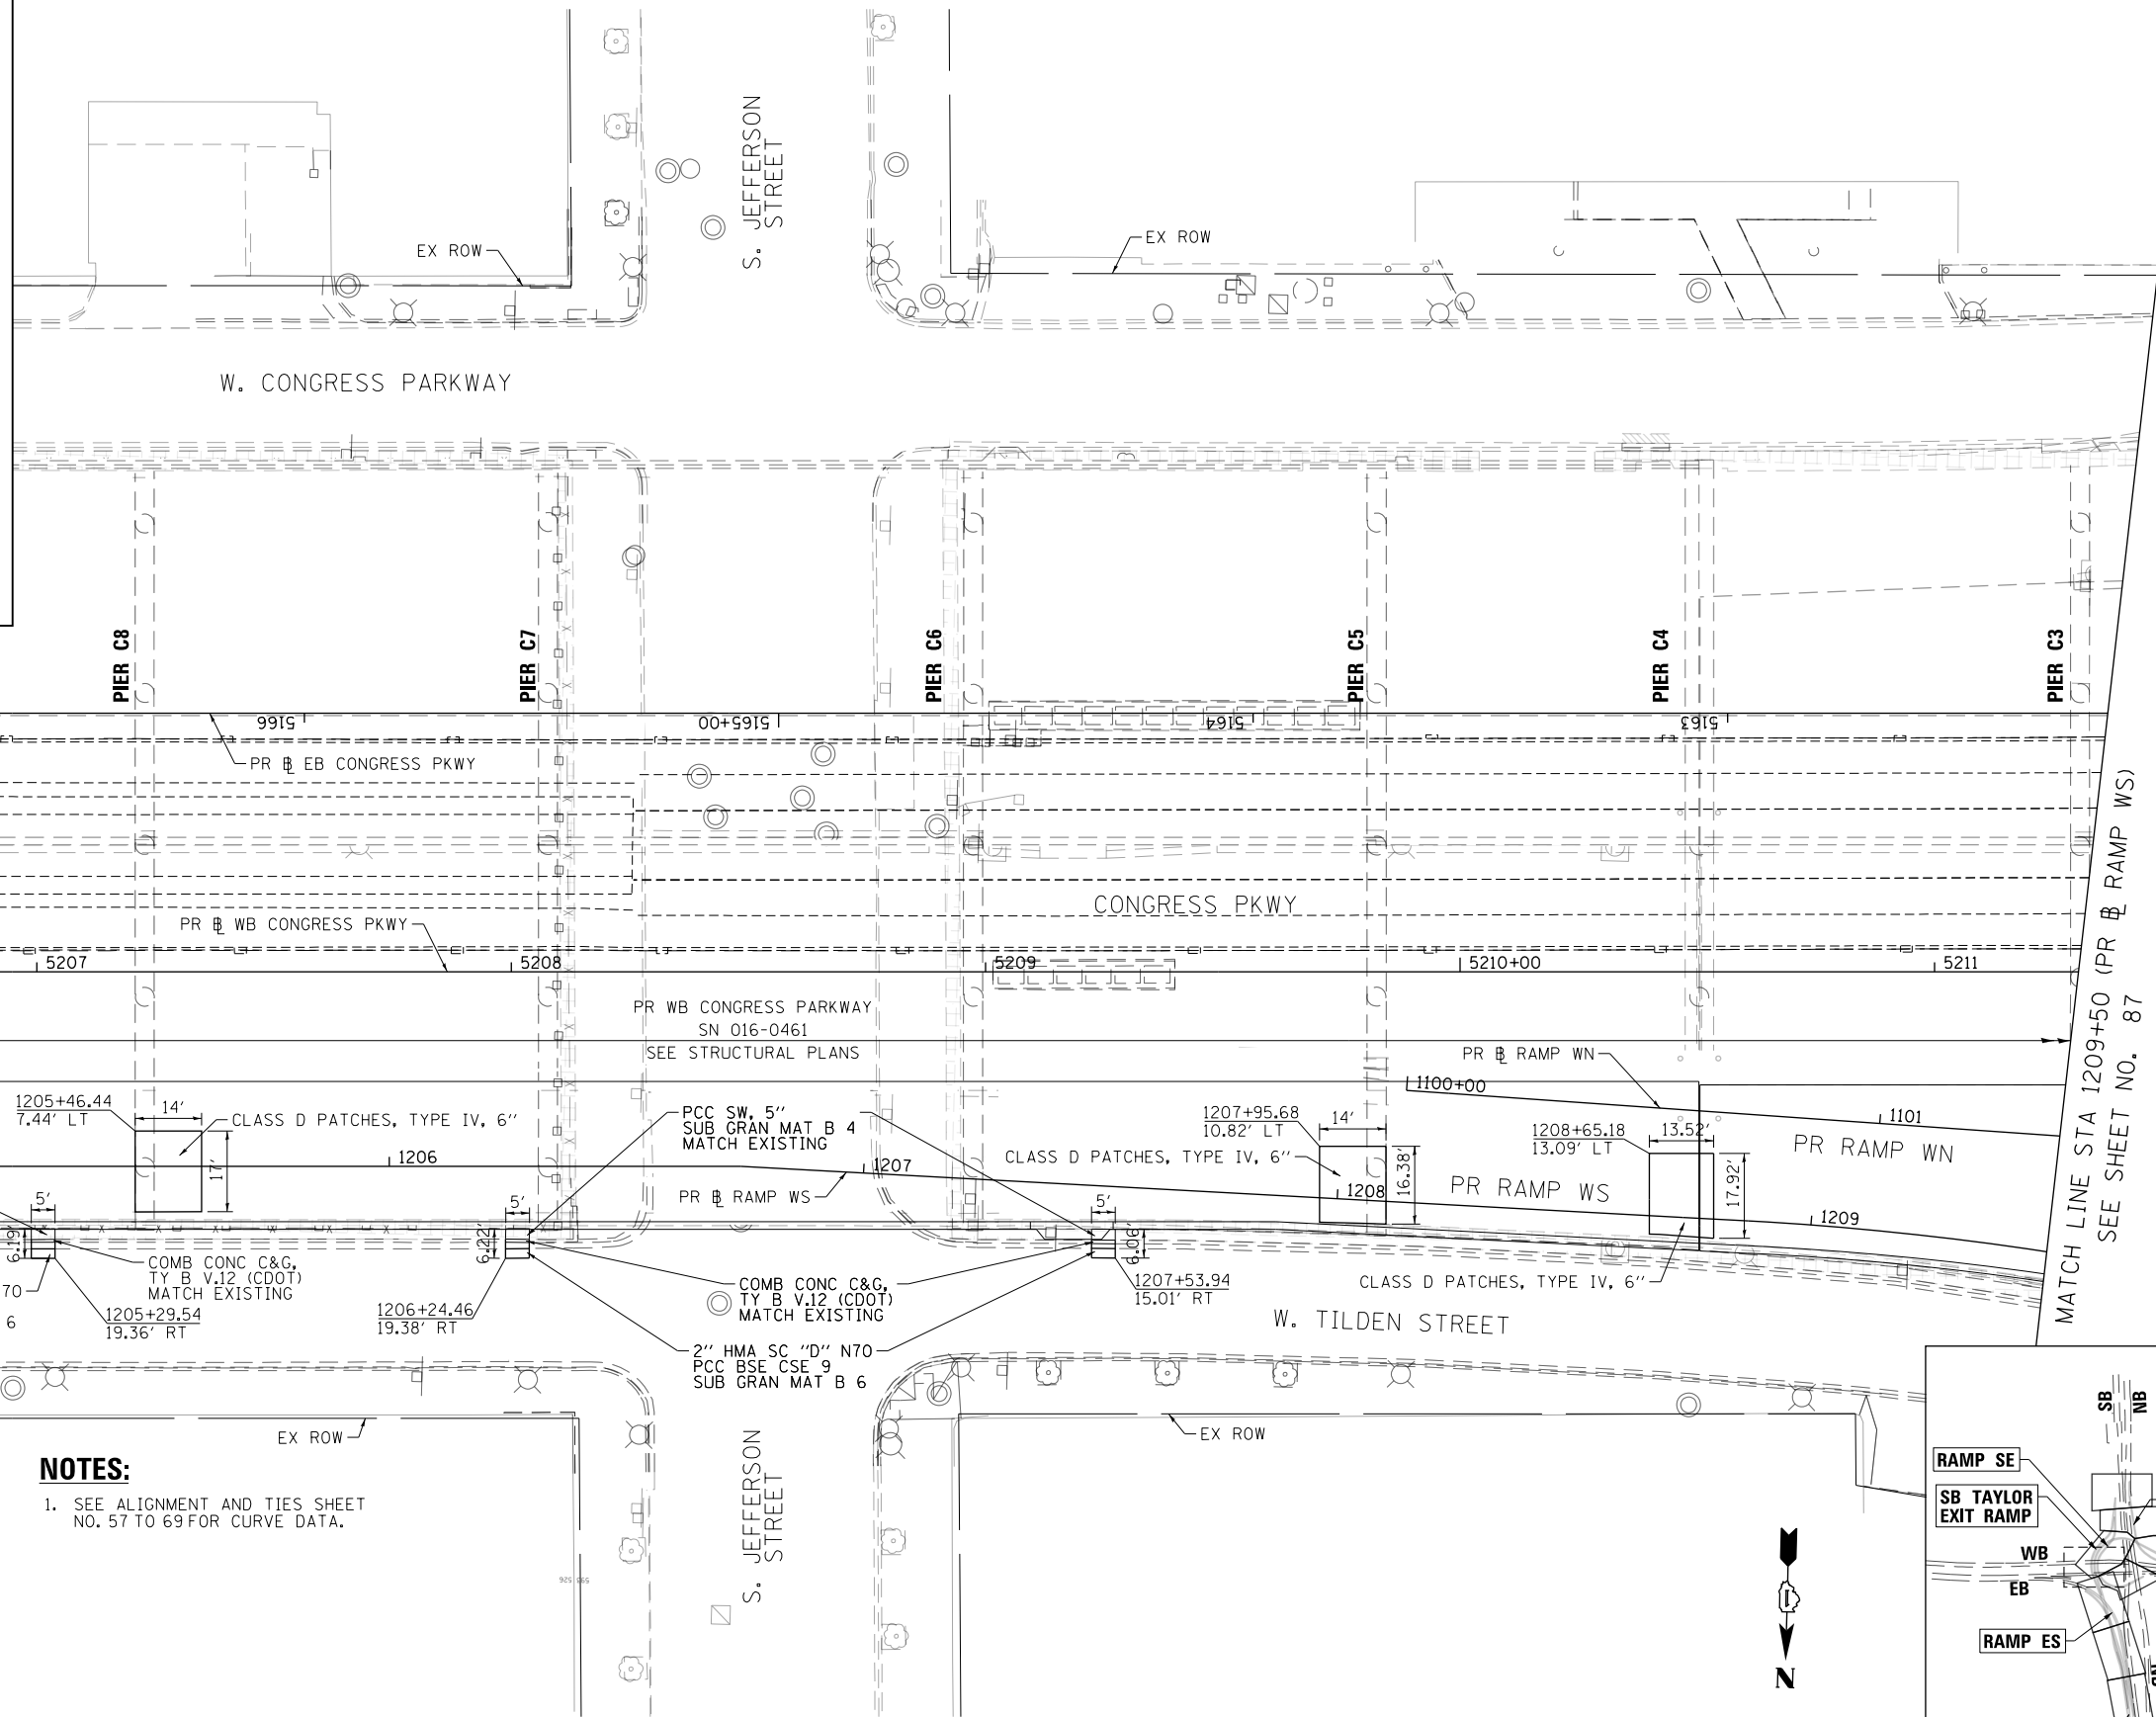 S. JEFFERSON
STREET
EX ROW
EX ROW
W. CONGRESS PARKWAY
PIER C8
PIER C7
PIER C6
PIER C5
PIER C4
PIER C3
5166
5165+00
5164
5163
PR ℄ EB CONGRESS PKWY
CONGRESS PKWY
PR ℄ WB CONGRESS PKWY
5207
5208
5209
5210+00
5211
PR WB CONGRESS PARKWAY
SN 016-0461
SEE STRUCTURAL PLANS
PR ℄ RAMP WN
1100+00
1101
PR RAMP WN
MATCH LINE STA 1209+50 (PR ℄ RAMP WS)
SEE SHEET NO. 87
1205+46.44
7.44' LT
14'
CLASS D PATCHES, TYPE IV, 6"
17'
PCC SW, 5"
SUB GRAN MAT B 4
MATCH EXISTING
1207+95.68
10.82' LT
14'
CLASS D PATCHES, TYPE IV, 6"
16.38'
1208+65.18
13.09' LT
13.52'
17.92'
1206
1207
1208
1209
PR ℄ RAMP WS
PR RAMP WS
5'
6.19'
5'
6.22'
5'
6.06'
COMB CONC C&G,
TY B V.12 (CDOT)
MATCH EXISTING
70
6
1205+29.54
19.36' RT
1206+24.46
19.38' RT
COMB CONC C&G,
TY B V.12 (CDOT)
MATCH EXISTING
1207+53.94
15.01' RT
CLASS D PATCHES, TYPE IV, 6"
W. TILDEN STREET
2" HMA SC "D" N70
PCC BSE CSE 9
SUB GRAN MAT B 6
EX ROW
EX ROW
S. JEFFERSON
STREET
NOTES:
1. SEE ALIGNMENT AND TIES SHEET
NO. 57 TO 69 FOR CURVE DATA.
N
SB
NB
RAMP SE
SB TAYLOR
EXIT RAMP
WB
EB
RAMP ES